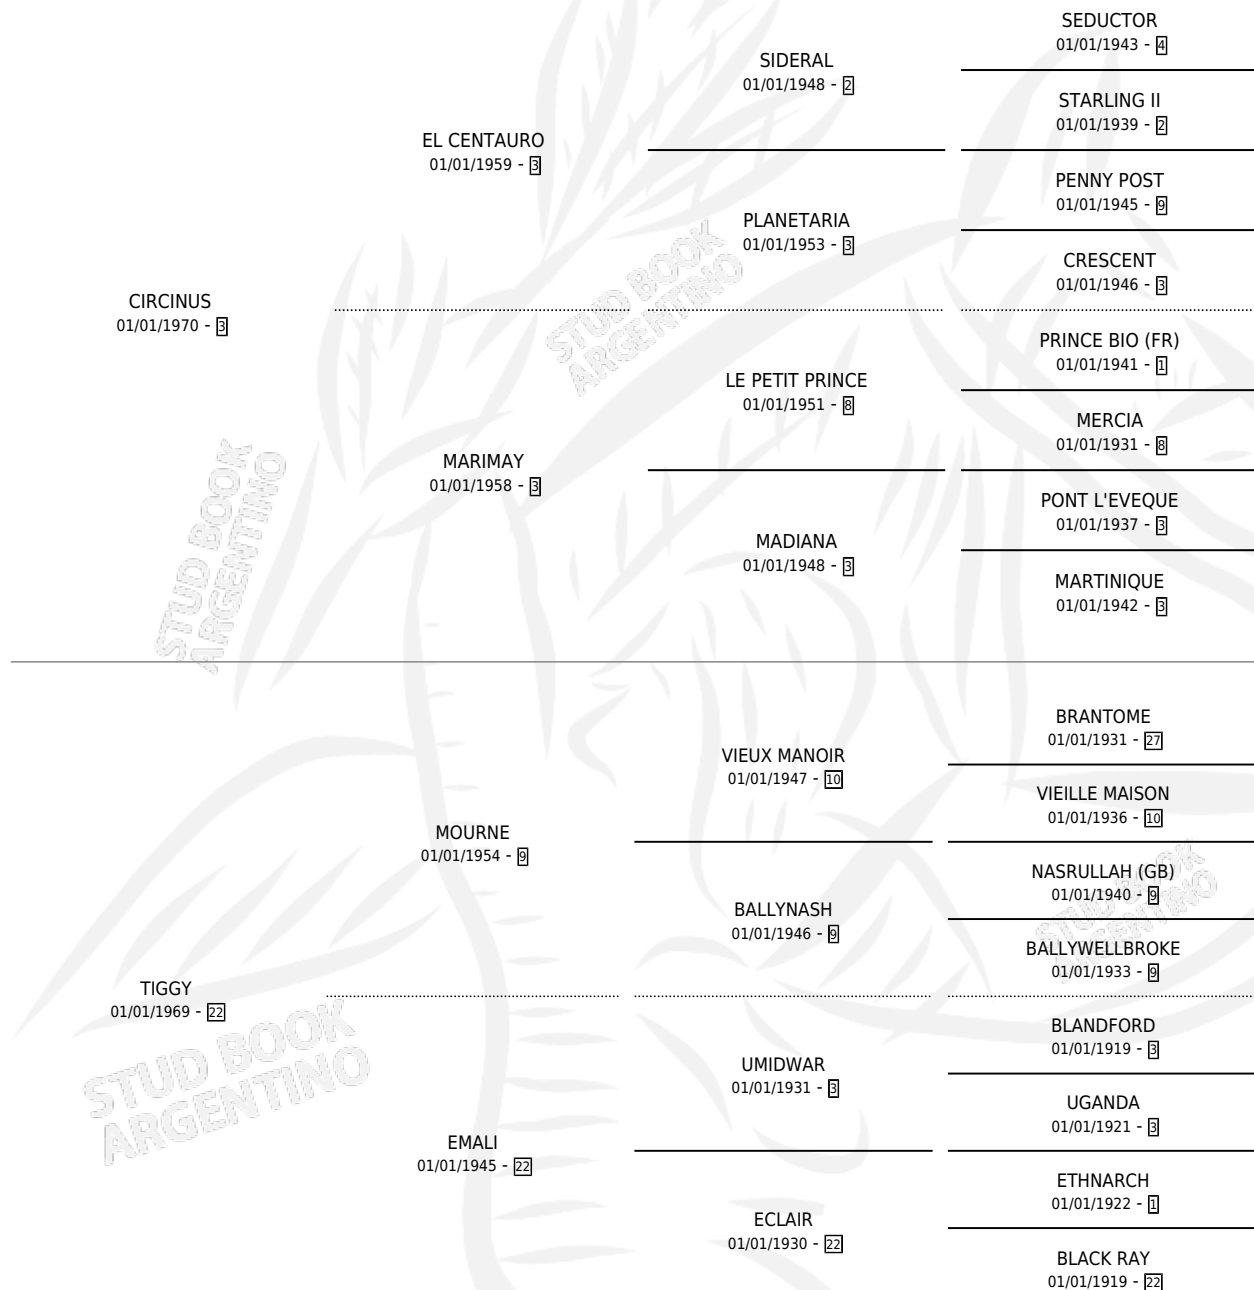 SEDUCTOR
01/01/1943 - 4
SIDERAL
01/01/1948 - 2
STARLING II
01/01/1939 - 2
EL CENTAURO
01/01/1959 - 3
PENNY POST
01/01/1945 - 9
PLANETARIA
01/01/1953 - 3
CRESCENT
01/01/1946 - 3
CIRCINUS
01/01/1970 - 3
PRINCE BIO (FR)
01/01/1941 - 1
LE PETIT PRINCE
01/01/1951 - 8
MERCIA
01/01/1931 - 8
MARIMAY
01/01/1958 - 3
PONT L'EVEQUE
01/01/1937 - 3
MADIANA
01/01/1948 - 3
MARTINIQUE
01/01/1942 - 3
BRANTOME
01/01/1931 - 27
VIEUX MANOIR
01/01/1947 - 10
VIEILLE MAISON
01/01/1936 - 10
MOURNE
01/01/1954 - 9
NASRULLAH (GB)
01/01/1940 - 9
BALLYNASH
01/01/1946 - 9
BALLYWELLBROKE
01/01/1933 - 9
TIGGY
01/01/1969 - 22
BLANDFORD
01/01/1919 - 3
UMIDWAR
01/01/1931 - 3
UGANDA
01/01/1921 - 3
EMALI
01/01/1945 - 22
ETHNARCH
01/01/1922 - 1
ECLAIR
01/01/1930 - 22
BLACK RAY
01/01/1919 - 22
STUD BOOK
ARGENTINO
STUD BOOK
ARGENTINO
STUD BOOK
ARGENTINO
STUD BOOK
ARGENTINO